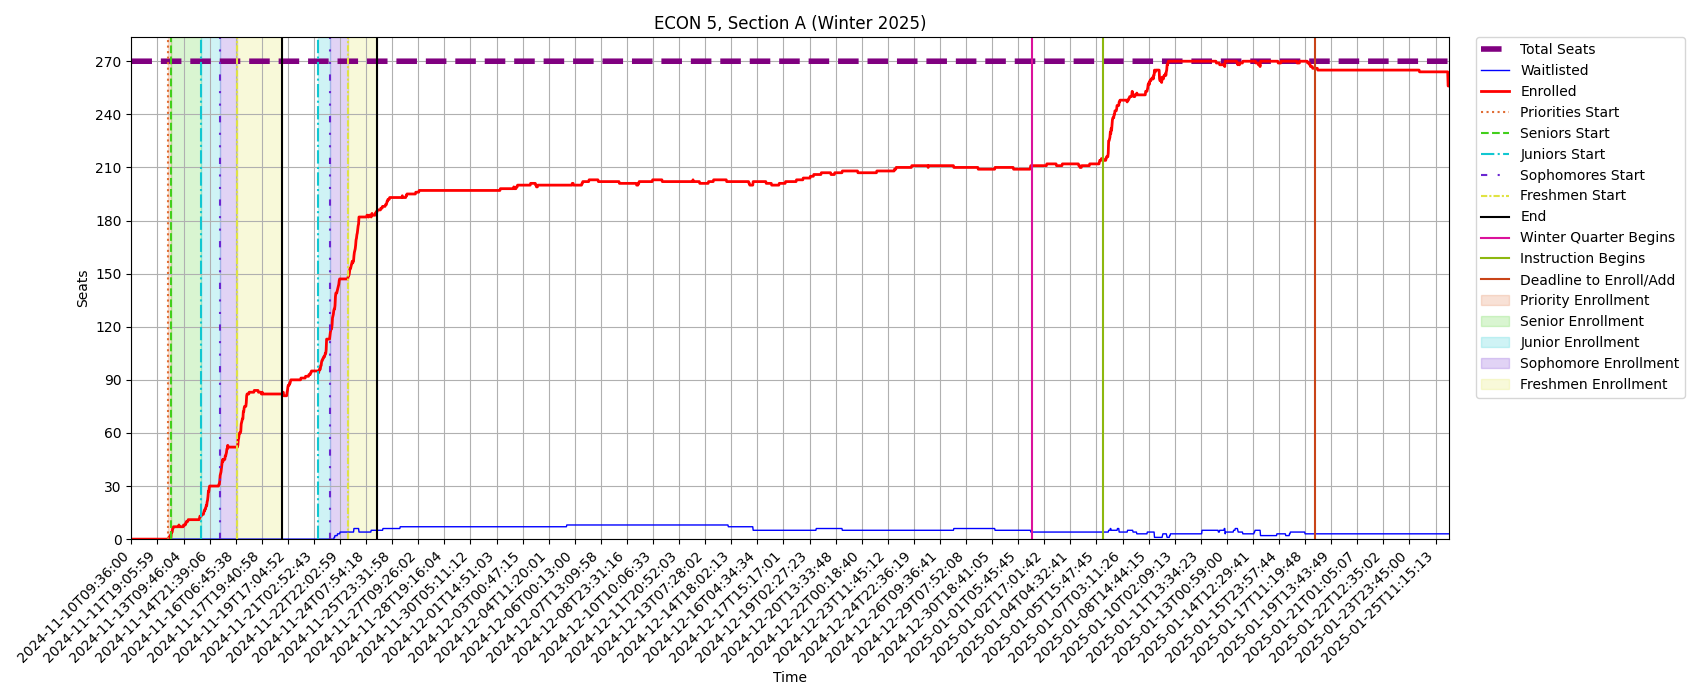 ECON 5, Section A (Winter 2025)
Seats
270
240
210
180
150
120
90
60
30
0
2024-11-10T09:36:00
2024-11-11T19:05:59
2024-11-13T09:46:04
2024-11-14T21:39:06
2024-11-16T06:45:38
2024-11-17T19:40:58
2024-11-19T17:04:52
2024-11-21T02:52:43
2024-11-22T22:02:59
2024-11-24T07:54:18
2024-11-25T23:31:58
2024-11-27T09:26:02
2024-11-28T19:16:04
2024-11-30T05:11:12
2024-12-01T14:51:03
2024-12-03T00:47:15
2024-12-04T11:20:01
2024-12-06T00:13:00
2024-12-07T13:09:58
2024-12-08T23:31:16
2024-12-10T10:06:33
2024-12-11T20:52:03
2024-12-13T07:28:02
2024-12-14T18:02:13
2024-12-16T04:34:34
2024-12-17T15:17:01
2024-12-19T02:27:23
2024-12-20T13:33:48
2024-12-22T00:18:40
2024-12-23T11:45:12
2024-12-24T22:36:19
2024-12-26T09:36:41
2024-12-29T07:52:08
2024-12-30T18:41:05
2025-01-01T05:45:45
2025-01-02T17:01:42
2025-01-04T04:32:41
2025-01-05T15:47:45
2025-01-07T03:11:26
2025-01-08T14:44:15
2025-01-10T02:09:13
2025-01-11T13:34:23
2025-01-13T00:59:00
2025-01-14T12:29:41
2025-01-15T23:57:44
2025-01-17T11:19:48
2025-01-19T13:43:49
2025-01-21T01:05:07
2025-01-22T12:35:02
2025-01-23T23:45:00
2025-01-25T11:15:13
Time
Total Seats
Waitlisted
Enrolled
Priorities Start
Seniors Start
Juniors Start
Sophomores Start
Freshmen Start
End
Winter Quarter Begins
Instruction Begins
Deadline to Enroll/Add
Priority Enrollment
Senior Enrollment
Junior Enrollment
Sophomore Enrollment
Freshmen Enrollment